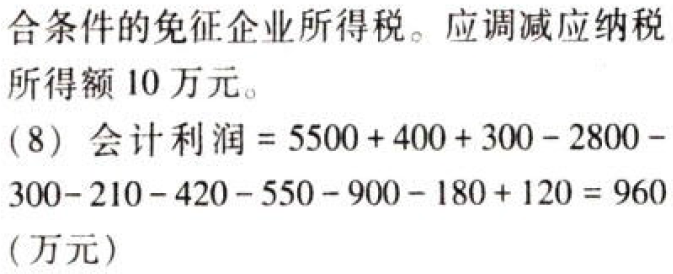 合条件的免征企业所得税。应调减应纳税
所得额 10 万元。
(8) 会计利润 = 5500 + 400 + 300 - 2800 -
300- 210 - 420 - 550 - 900 - 180 + 120 = 960
(万元)